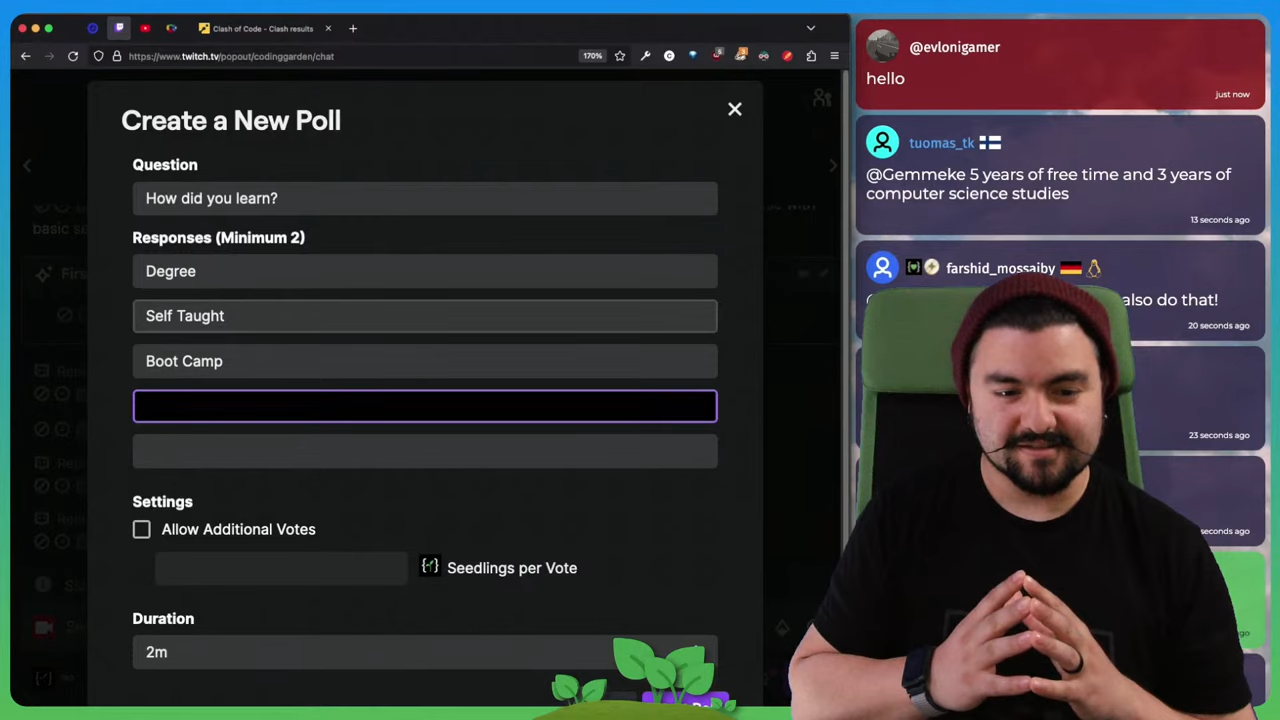 Clash of Code - Clash results
https://www.twitch.tv/popout/codinggarden/chat
170%
Create a New Poll
Question
How did you learn?
Responses (Minimum 2)
Degree
Self Taught
Boot Camp
Settings
Allow Additional Votes
Seedlings per Vote
Duration
2m
@evlonigamer
hello
just now
tuomas_tk
@Gemmeke 5 years of free time and 3 years of
computer science studies
13 seconds ago
farshid_mossaiby
also do that!
20 seconds ago
23 seconds ago
seconds ago